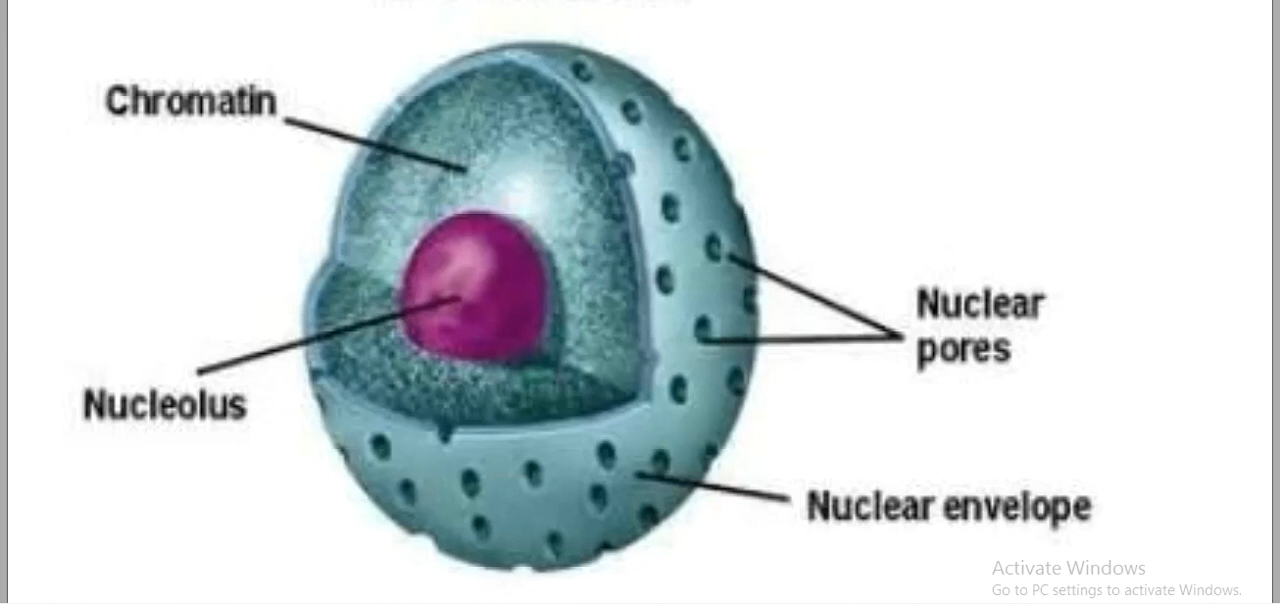 Chromatin
Nuclear
pores
Nucleolus
Nuclear envelope
Activate Windows
Go to PC settings to activate Windows.